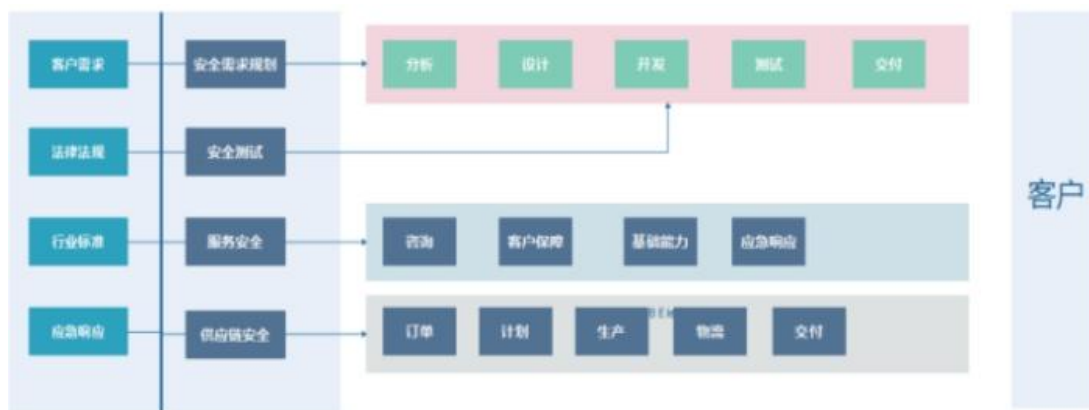 客户需求 安全需求规划 分析 设计 开发 测试 交付
法律法规 安全测试
客户
行业标准 服务安全 咨询 客户保障 基础能力 应急响应
应急响应 供应链安全 订单 计划 生产 物流 交付